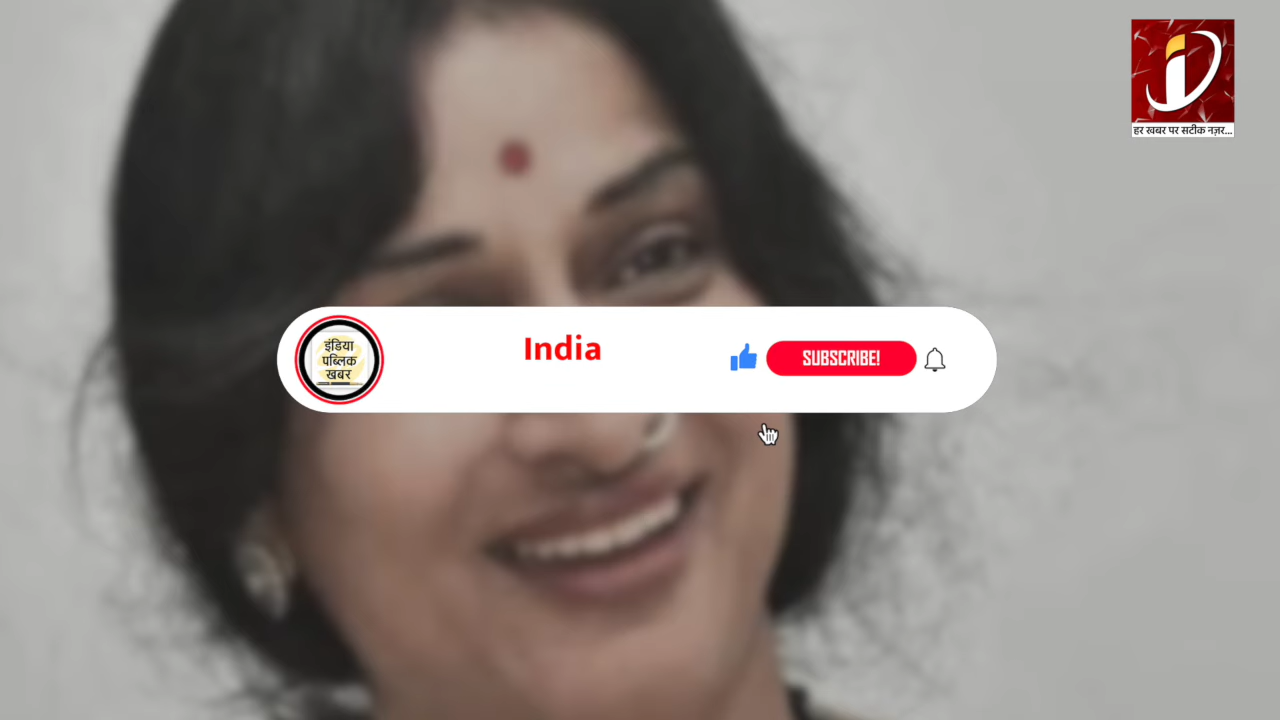 हर खबर पर सटीक नज़र...
India
SUBSCRIBE!
इंडिया
पब्लिक
खबर